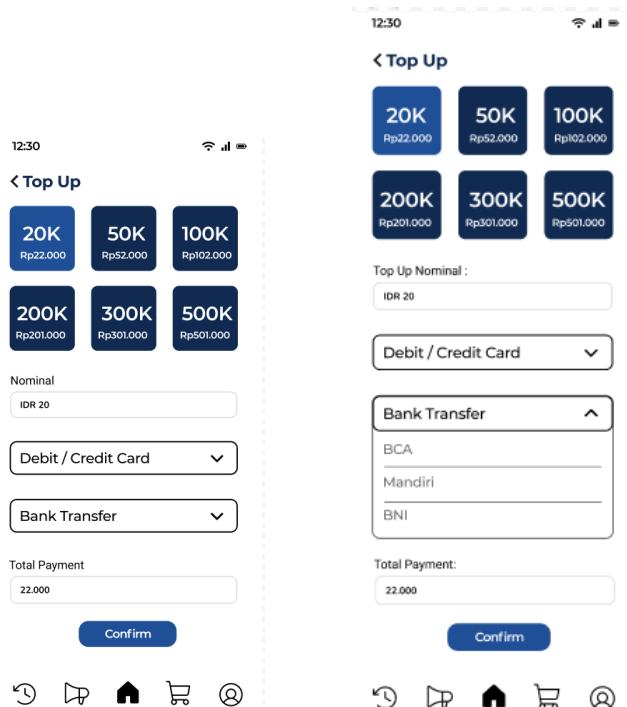 12:30
Top Up
20K 50K 100K
Rp22.000 Rp52.000 Rp102.000
200K 300K 500K
Rp201.000 Rp301.000 Rp501.000
Nominal
IDR 20
Debit / Credit Card
Bank Transfer
Total Payment
22.000
Confirm
12:30
Top Up
20K 50K 100K
Rp22.000 Rp52.000 Rp102.000
200K 300K 500K
Rp201.000 Rp301.000 Rp501.000
Top Up Nominal :
IDR 20
Debit / Credit Card
Bank Transfer
BCA
Mandiri
BNI
Total Payment:
22.000
Confirm